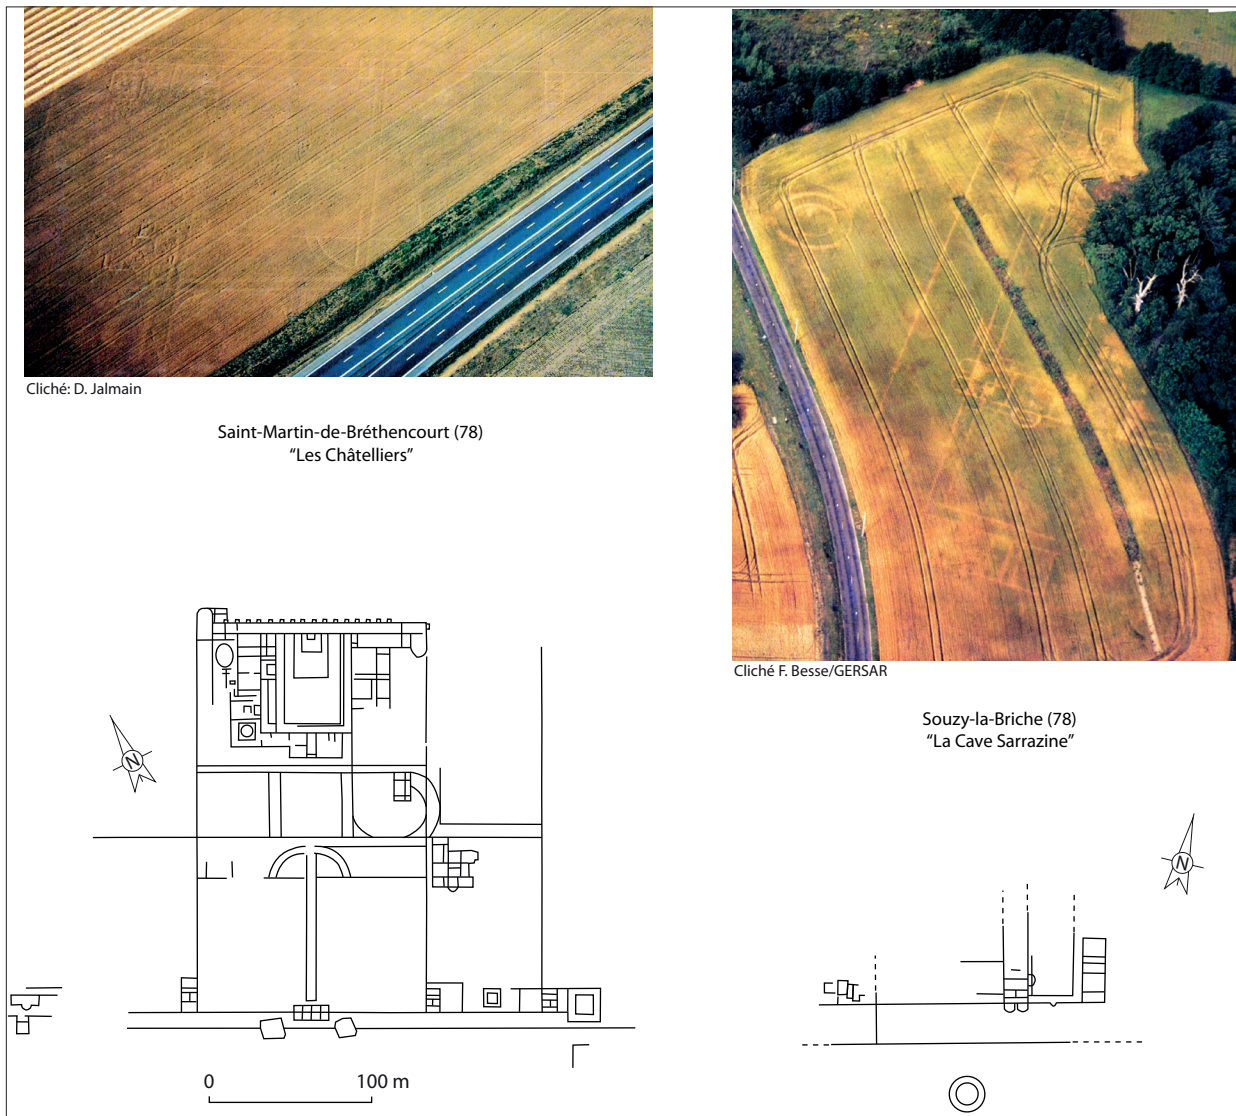 Cliché: D. Jalmain
Saint-Martin-de-Bréthencourt (78)
“Les Châtelliers”
N
0 100 m
Cliché F. Besse/GERSAR
Souzy-la-Briche (78)
“La Cave Sarrazine”
N